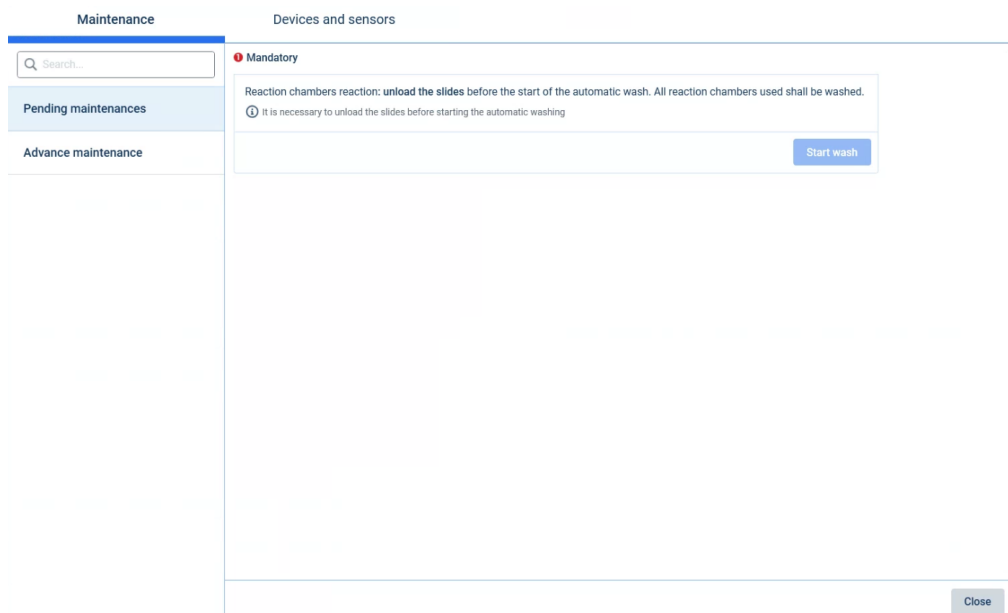 Maintenance
Devices and sensors
Search...
Pending maintenances
Advance maintenance
Mandatory
Reaction chambers reaction: unload the slides before the start of the automatic wash. All reaction chambers used shall be washed.
It is necessary to unload the slides before starting the automatic washing
Start wash
Close